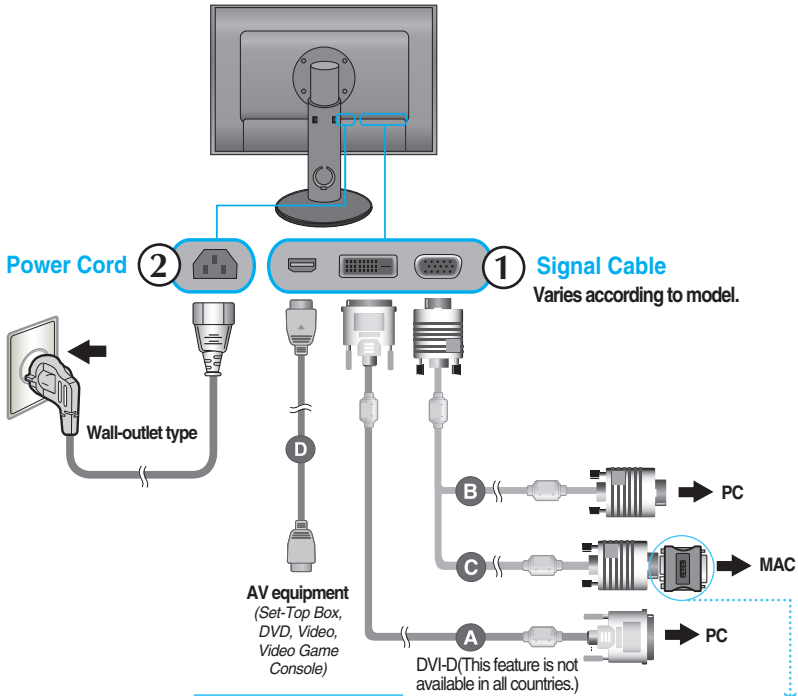 Power Cord 2
1 Signal Cable
Varies according to model.
Wall-outlet type
D
B PC
C MAC
AV equipment
(Set-Top Box,
DVD, Video,
Video Game
Console)
A PC
DVI-D(This feature is not
available in all countries.)